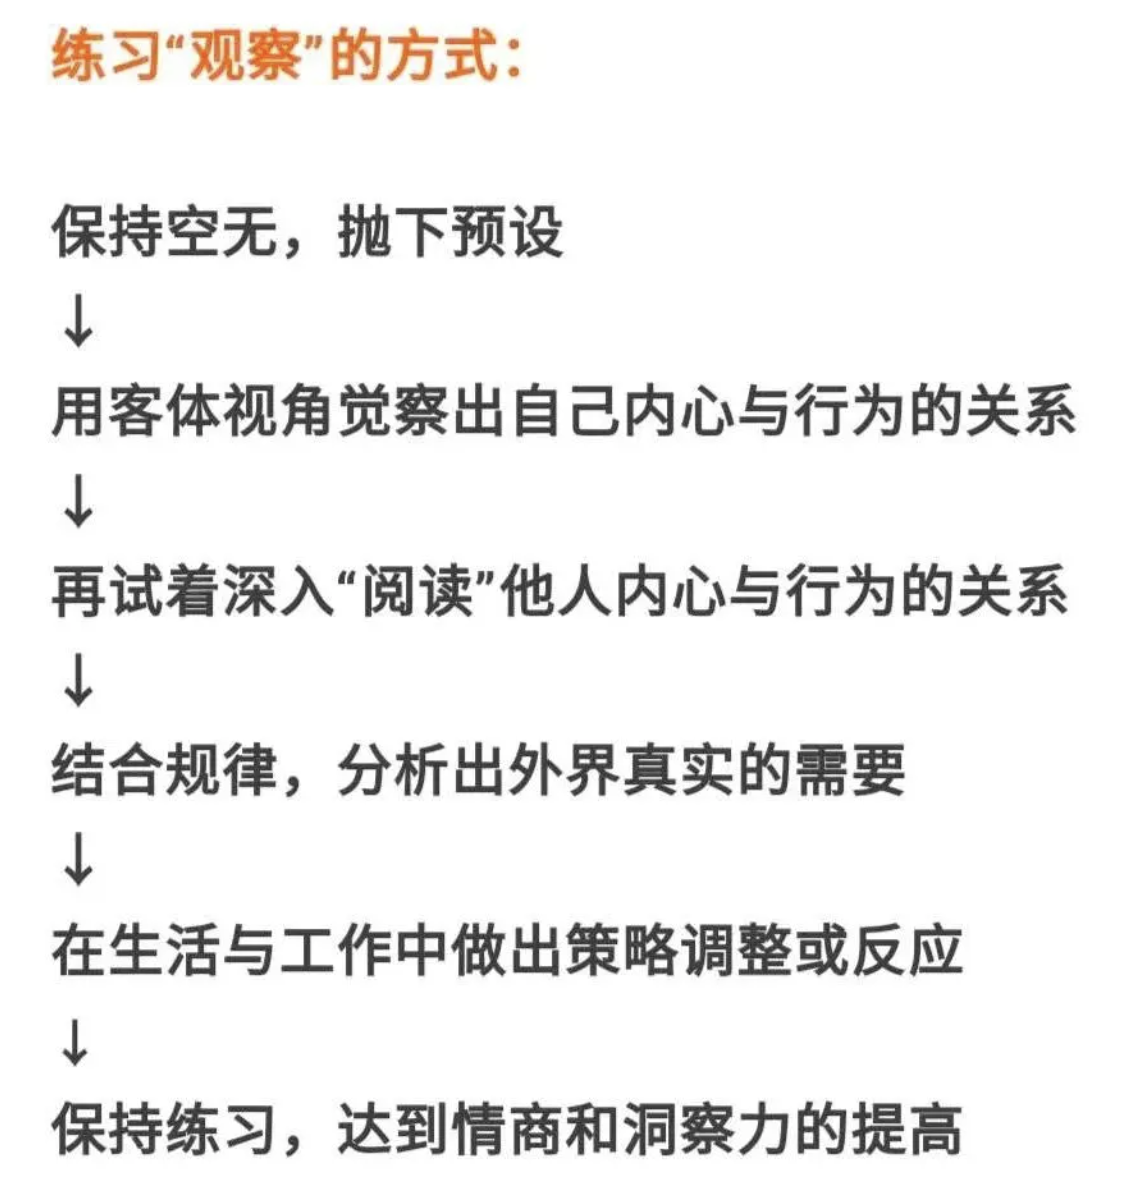 练习“观察”的方式：
保持空无，抛下预设
↓
用客体视角觉察出自己内心与行为的关系
↓
再试着深入“阅读”他人内心与行为的关系
↓
结合规律，分析出外界真实的需要
↓
在生活与工作中做出策略调整或反应
↓
保持练习，达到情商和洞察力的提高